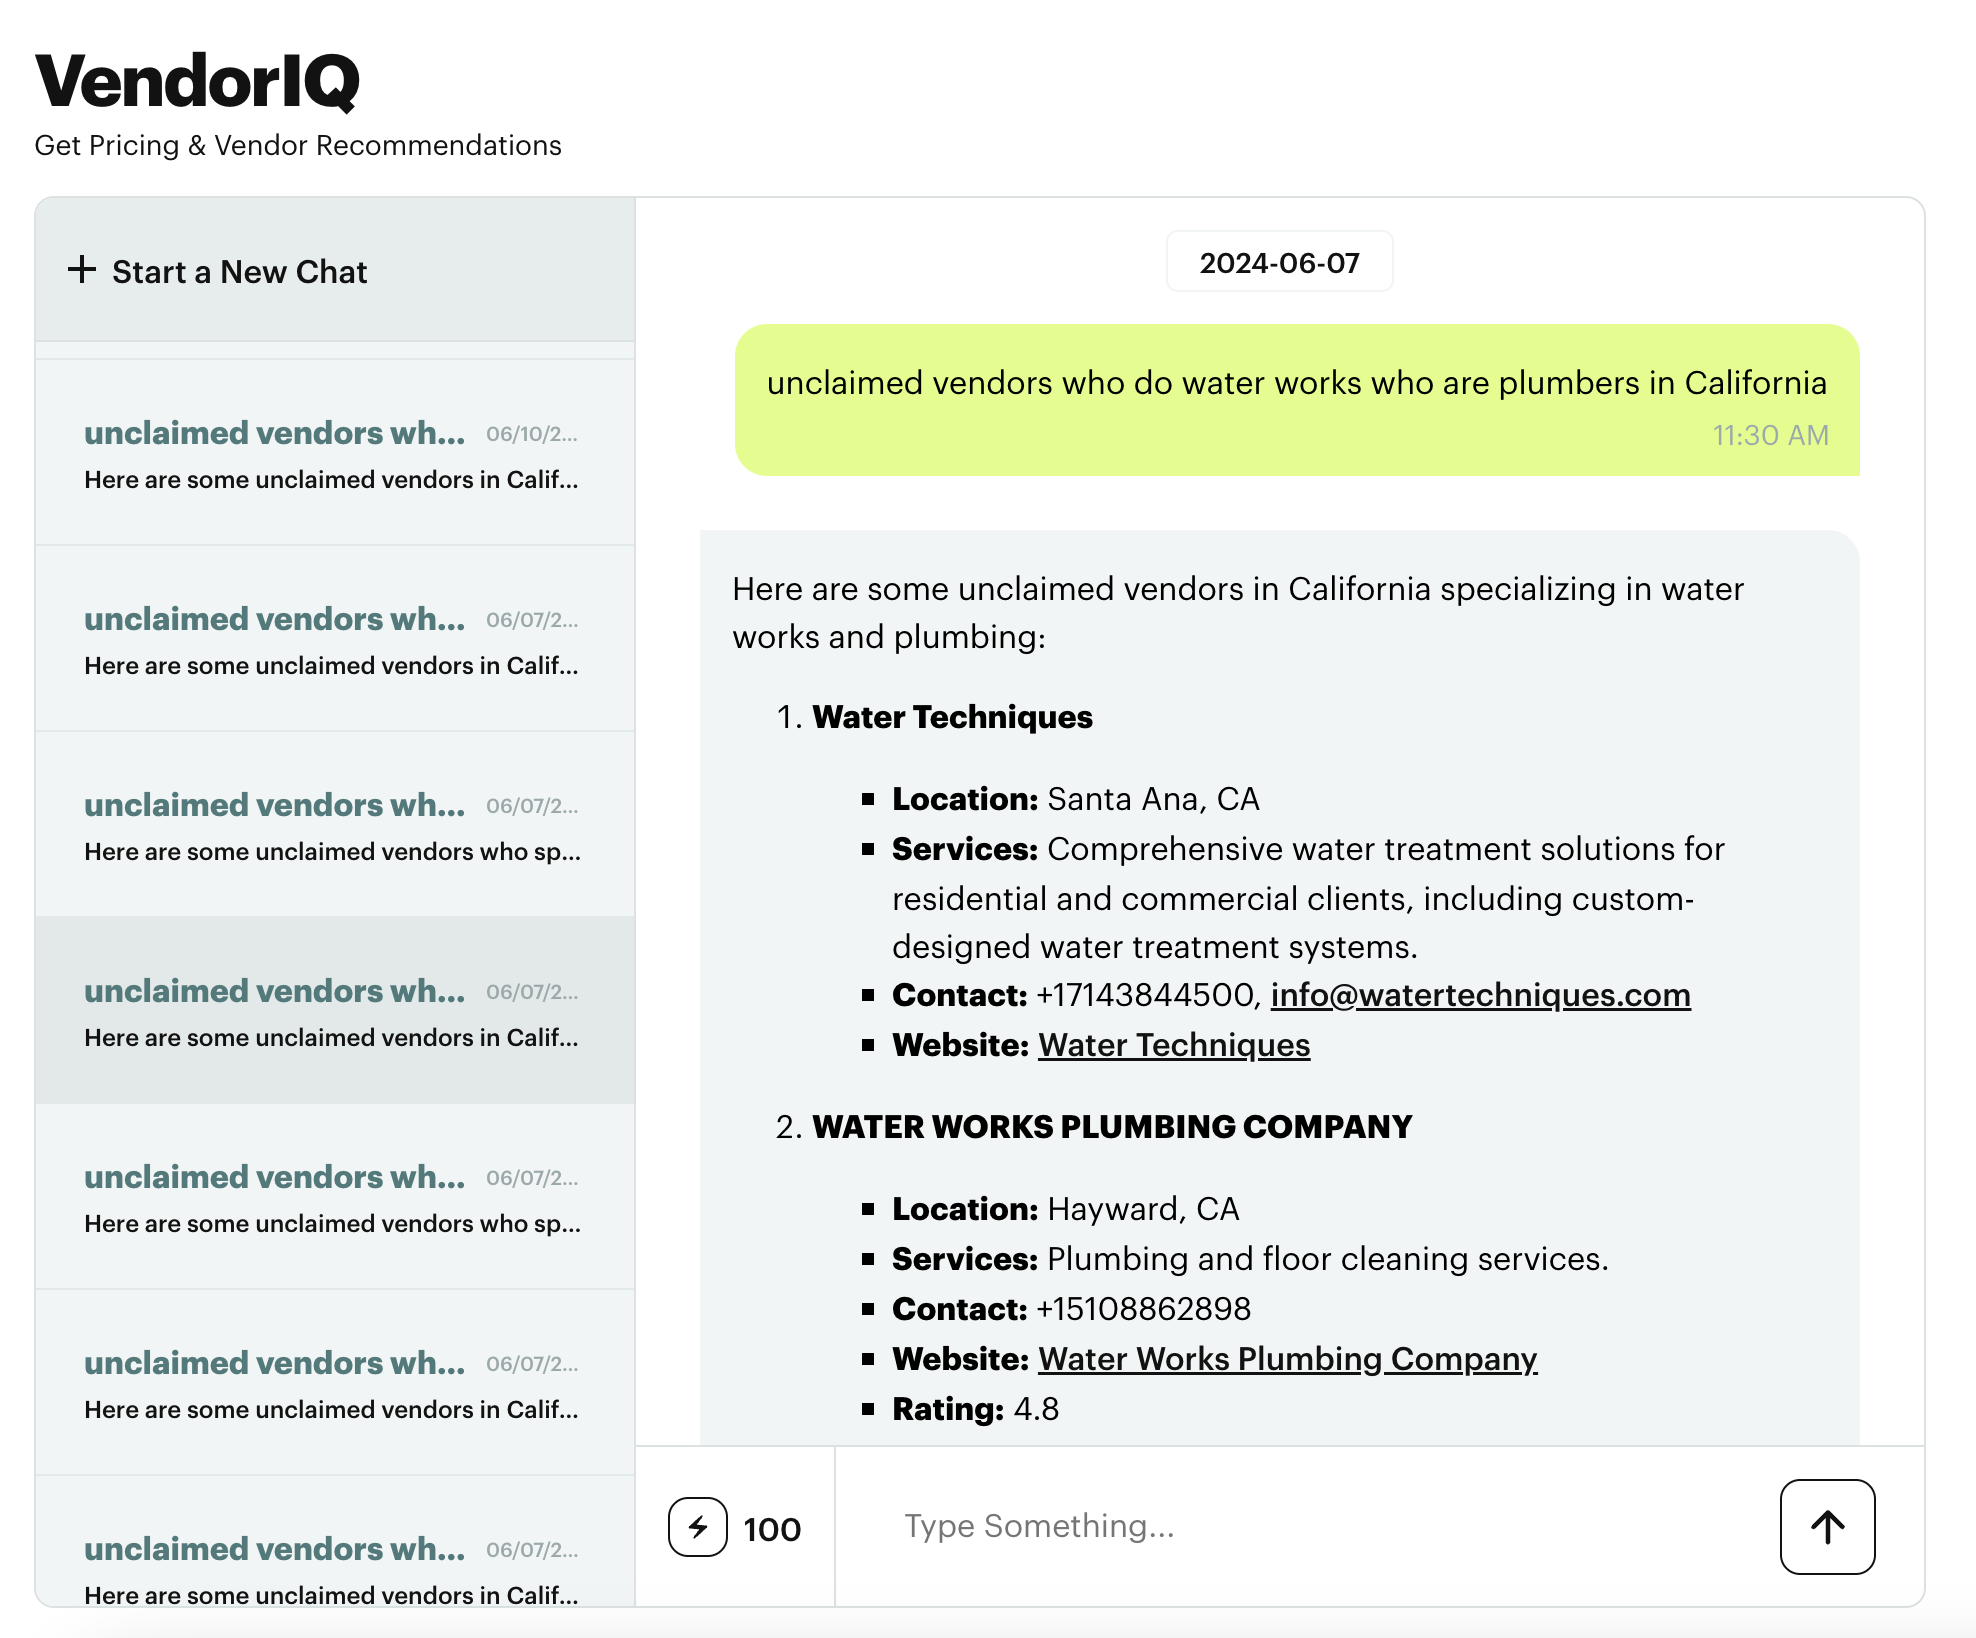 VendorIQ
Get Pricing & Vendor Recommendations
+ Start a New Chat
unclaimed vendors wh... 06/10/2...
Here are some unclaimed vendors in Calif...
unclaimed vendors wh... 06/07/2...
Here are some unclaimed vendors in Calif...
unclaimed vendors wh... 06/07/2...
Here are some unclaimed vendors who sp...
unclaimed vendors wh... 06/07/2...
Here are some unclaimed vendors in Calif...
unclaimed vendors wh... 06/07/2...
Here are some unclaimed vendors who sp...
unclaimed vendors wh... 06/07/2...
Here are some unclaimed vendors in Calif...
unclaimed vendors wh... 06/07/2...
Here are some unclaimed vendors in Calif...
2024-06-07
unclaimed vendors who do water works who are plumbers in California
11:30 AM
Here are some unclaimed vendors in California specializing in water
works and plumbing:
1. Water Techniques
▪ Location: Santa Ana, CA
▪ Services: Comprehensive water treatment solutions for
residential and commercial clients, including custom-
designed water treatment systems.
▪ Contact: +17143844500, info@watertechniques.com
▪ Website: Water Techniques
2. WATER WORKS PLUMBING COMPANY
▪ Location: Hayward, CA
▪ Services: Plumbing and floor cleaning services.
▪ Contact: +15108862898
▪ Website: Water Works Plumbing Company
▪ Rating: 4.8
100
Type Something...